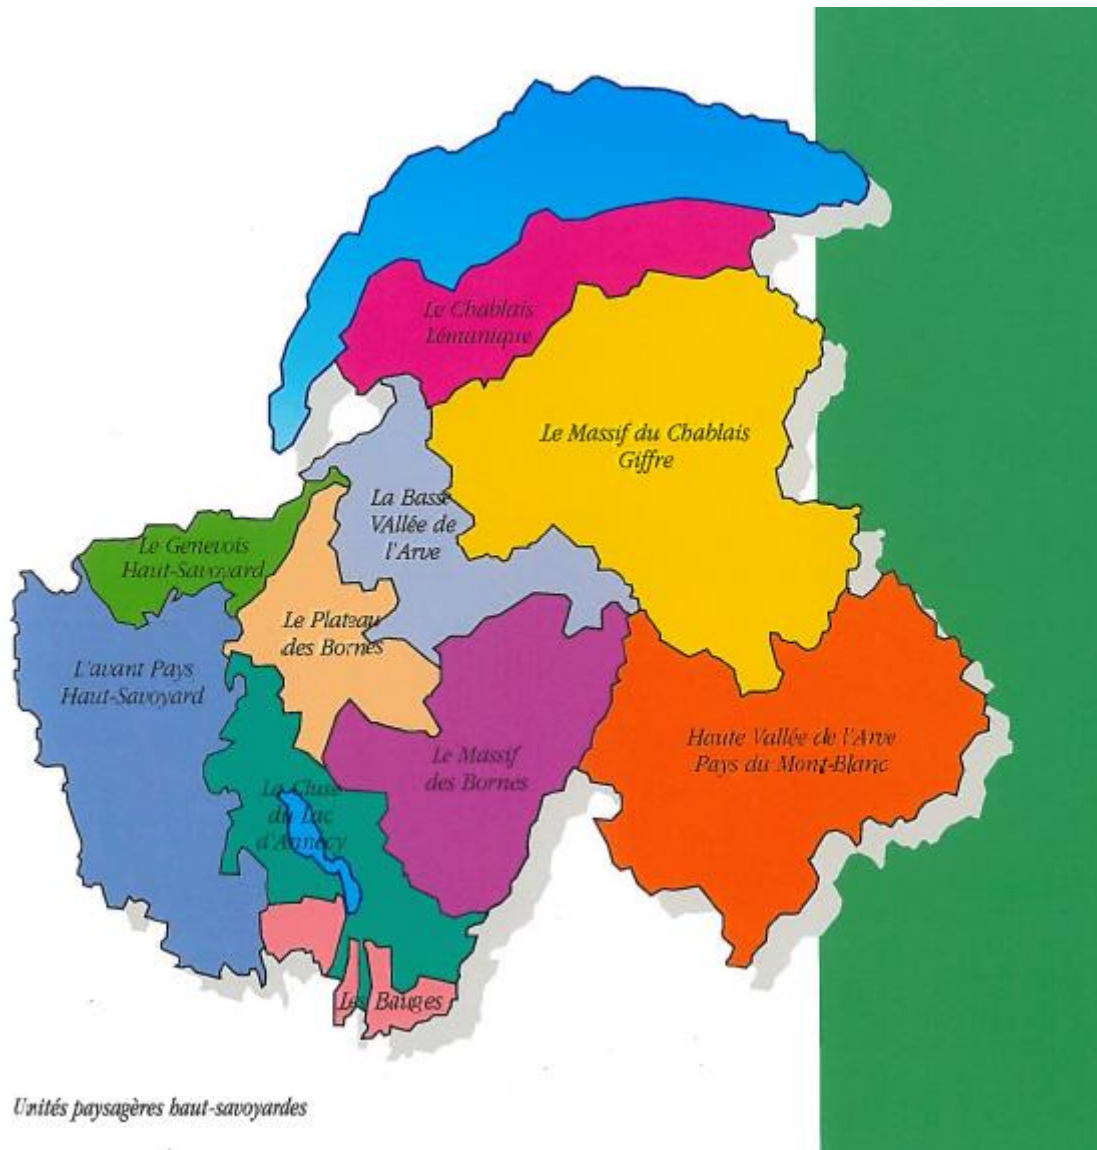 Le Chablais
Lémanique
Le Massif du Chablais
Giffre
La Basse
VAllée de
l'Arve
Le Genevois
Haut-Savoyard
Le Plateau
des Bornes
L'avant Pays
Haut-Savoyard
Haute Vallée de l'Arve
Pays du Mont-Blanc
Le Massif
des Bornes
La Cluse
du Lac
d'Annecy
Les Bauges
Unités paysagères haut-savoyardes